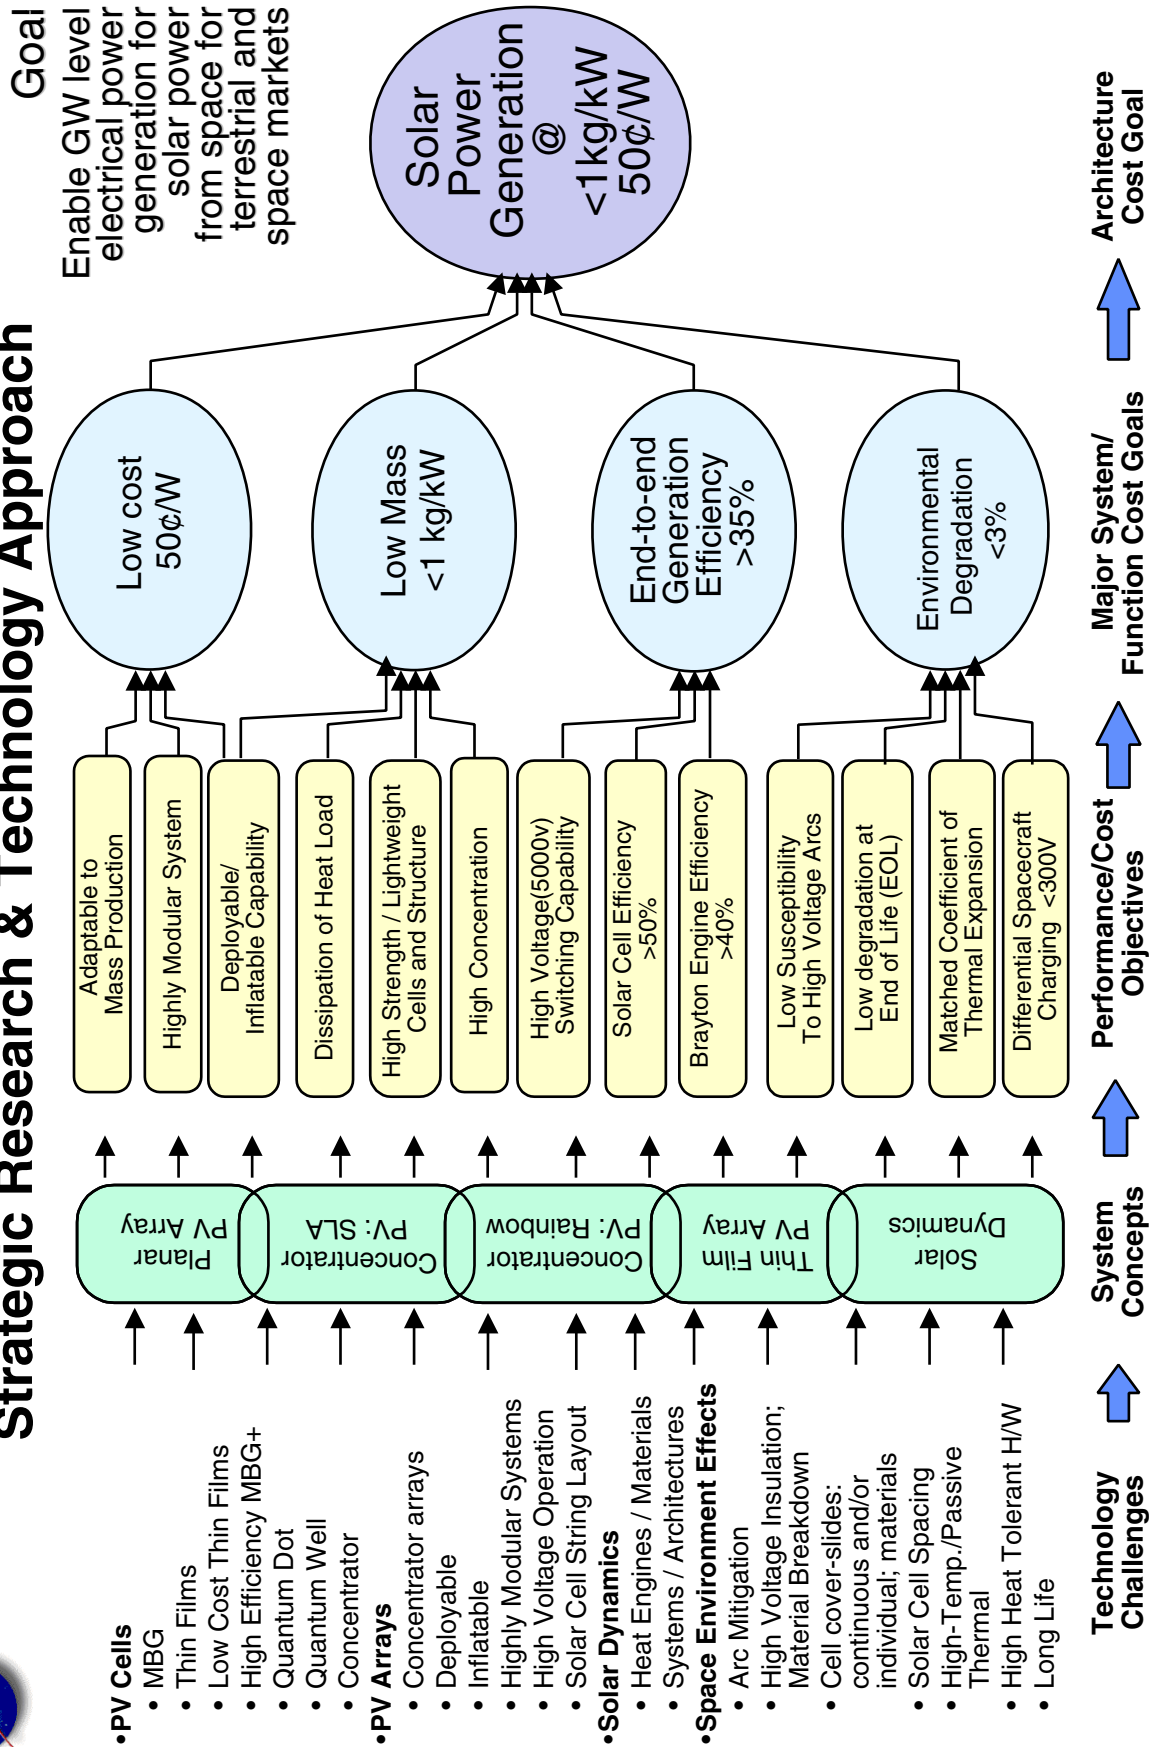 Strategic Research & Technology Approach
Goal
Enable GW level
electrical power
generation for
solar power
from space for
terrestrial and
space markets
•PV Cells
• MBG
• Thin Films
• Low Cost Thin Films
• High Efficiency MBG+
• Quantum Dot
• Quantum Well
• Concentrator
•PV Arrays
• Concentrator arrays
• Deployable
• Inflatable
• Highly Modular Systems
• High Voltage Operation
• Solar Cell String Layout
•Solar Dynamics
• Heat Engines / Materials
• Systems / Architectures
•Space Environment Effects
• Arc Mitigation
• High Voltage Insulation;
Material Breakdown
• Cell cover-slides:
continuous and/or
individual; materials
• Solar Cell Spacing
• High-Temp./Passive
Thermal
• High Heat Tolerant H/W
• Long Life
Planar
PV Array
Concentrator
PV: SLA
Concentrator
PV: Rainbow
Thin Film
PV Array
Solar
Dynamics
Adaptable to
Mass Production
Highly Modular System
Deployable/
Inflatable Capability
Dissipation of Heat Load
High Strength / Lightweight
Cells and Structure
High Concentration
High Voltage(5000v)
Switching Capability
Solar Cell Efficiency
>50%
Brayton Engine Efficiency
>40%
Low Susceptibility
To High Voltage Arcs
Low degradation at
End of Life (EOL)
Matched Coefficient of
Thermal Expansion
Differential Spacecraft
Charging <300V
Low cost
50¢/W
Low Mass
<1 kg/kW
End-to-end
Generation
Efficiency
>35%
Environmental
Degradation
<3%
Solar
Power
Generation
@
<1kg/kW
50¢/W
Technology
Challenges
System
Concepts
Performance/Cost
Objectives
Major System/
Function Cost Goals
Architecture
Cost Goal